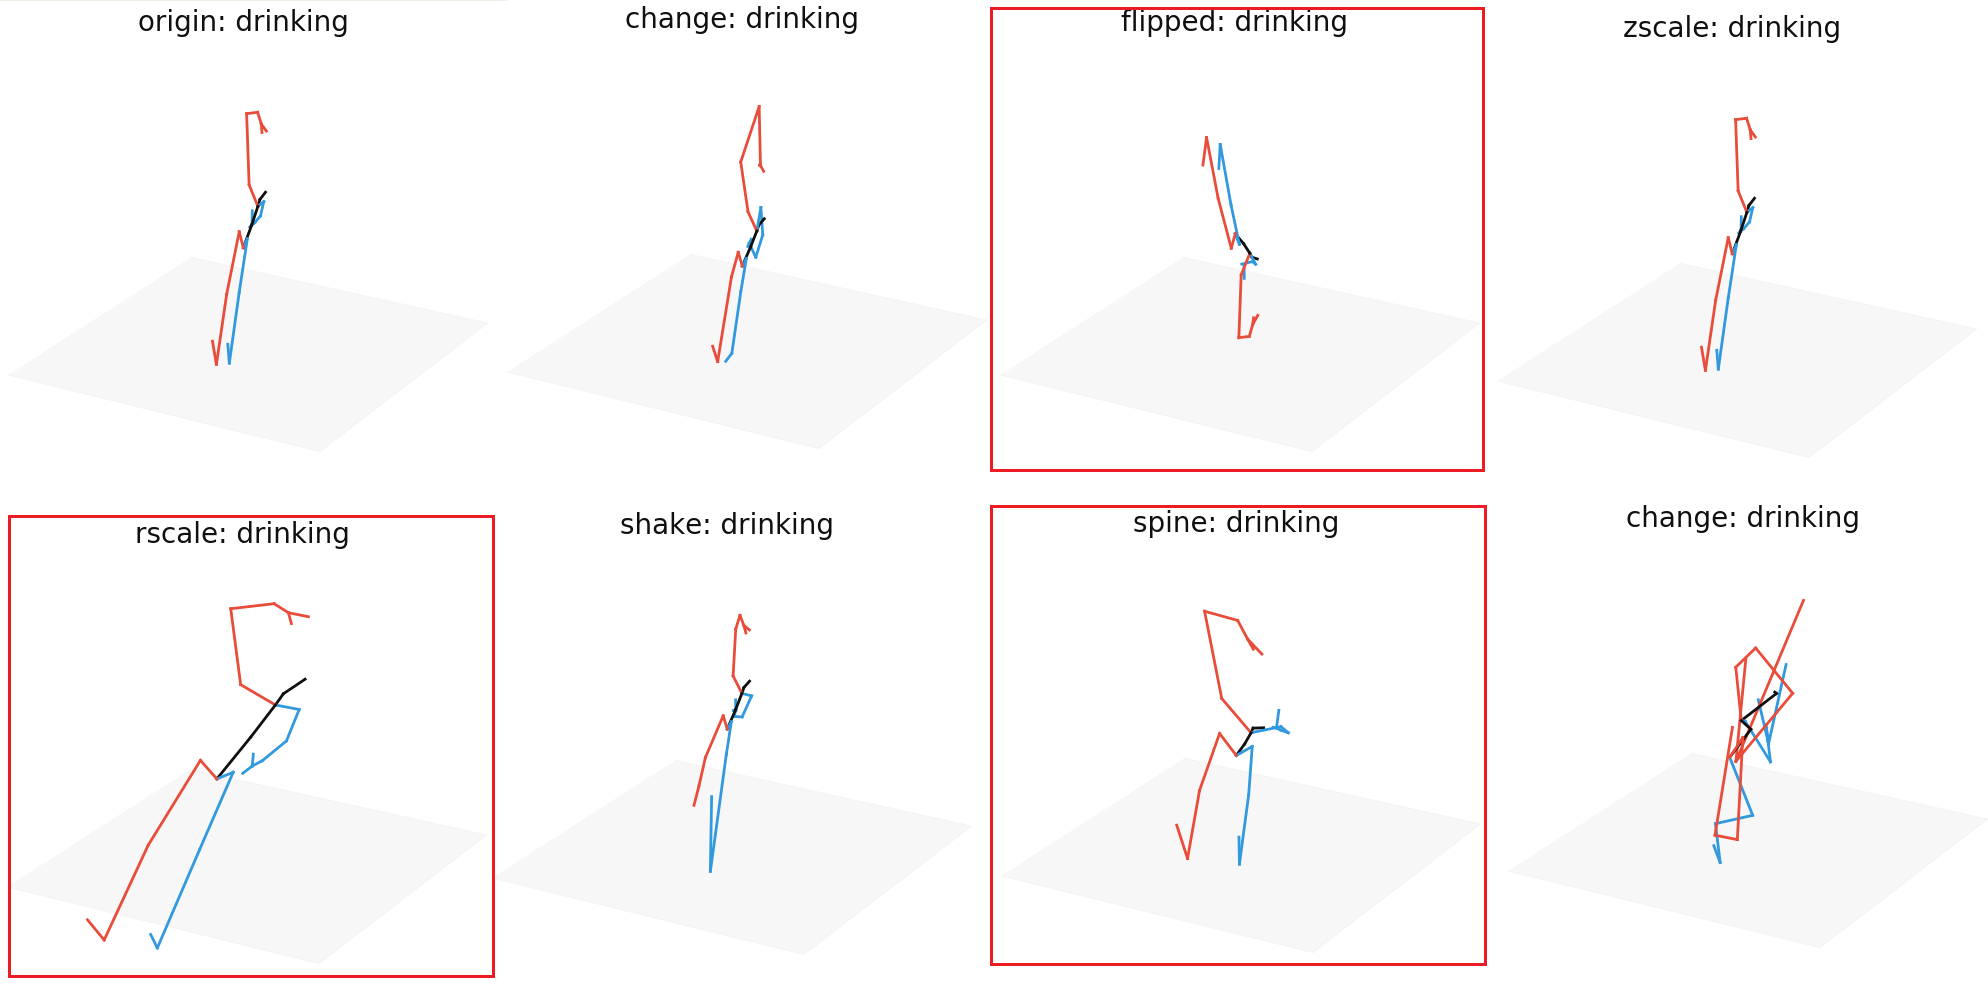 origin: drinking
change: drinking
flipped: drinking
zscale: drinking
rscale: drinking
shake: drinking
spine: drinking
change: drinking